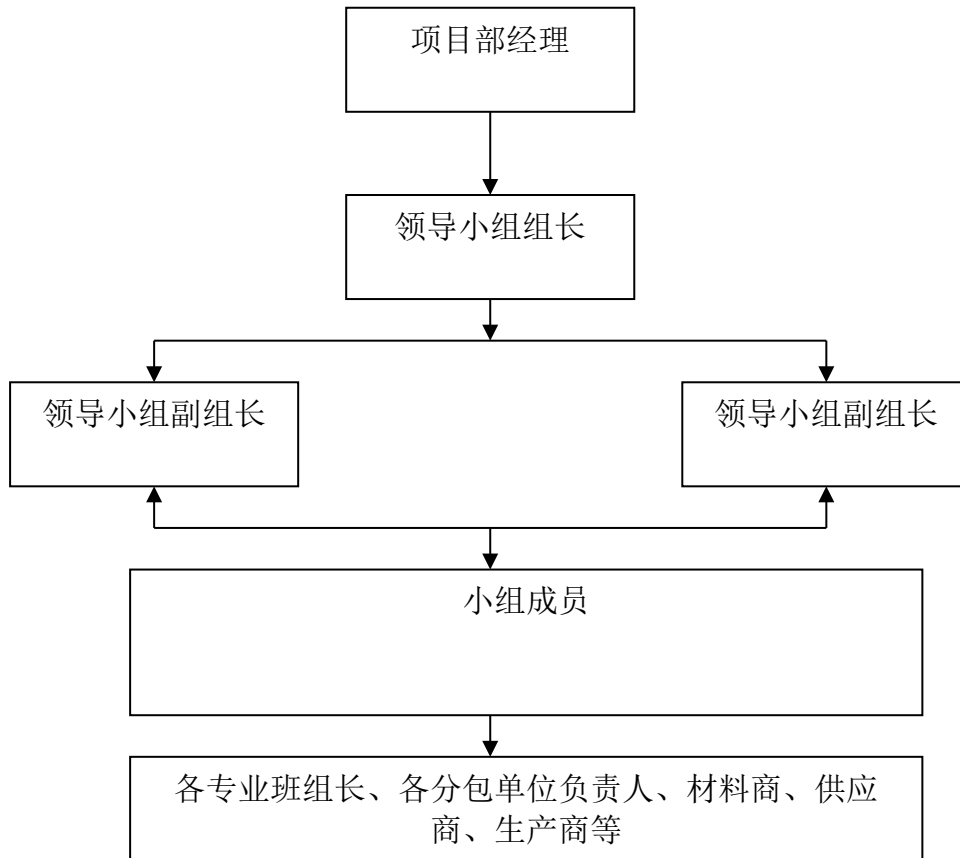 项目部经理
领导小组组长
领导小组副组长
领导小组副组长
小组成员
各专业班组长、各分包单位负责人、材料商、供应
商、生产商等